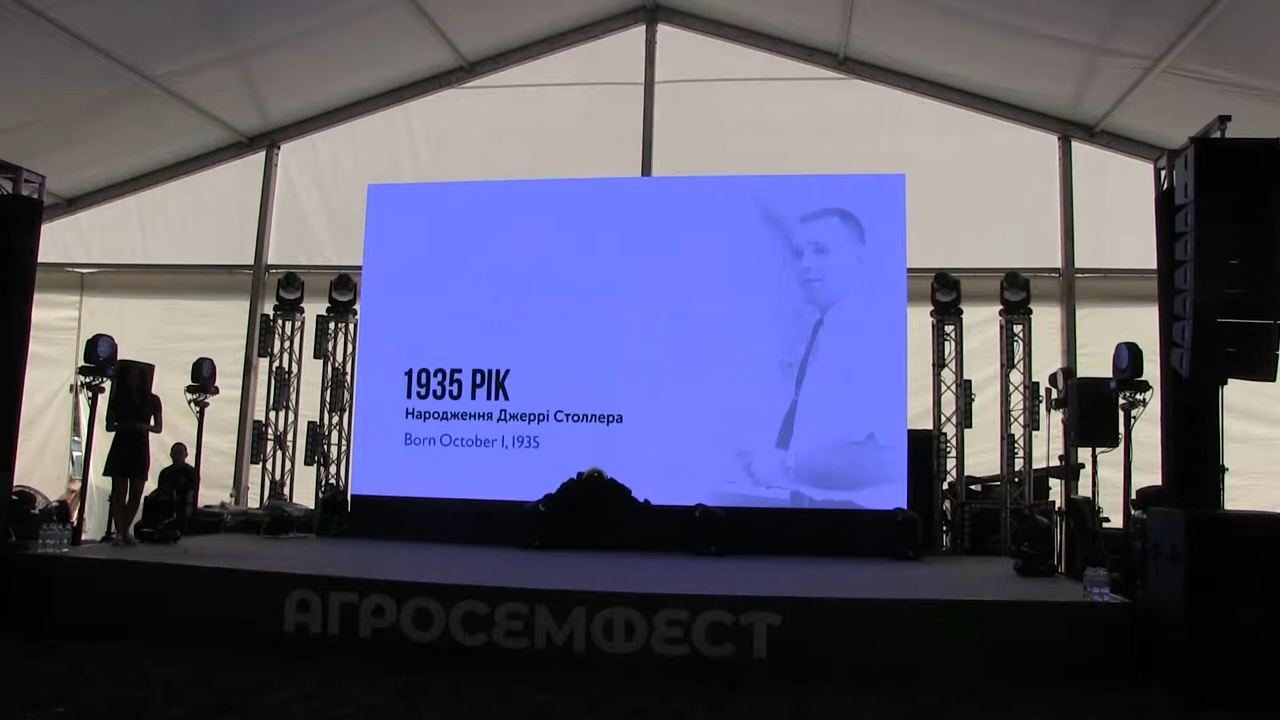 1935 РІК
Народження Джеррі Столлера
Born October 1, 1935
АГРОСЕМФЕСТ